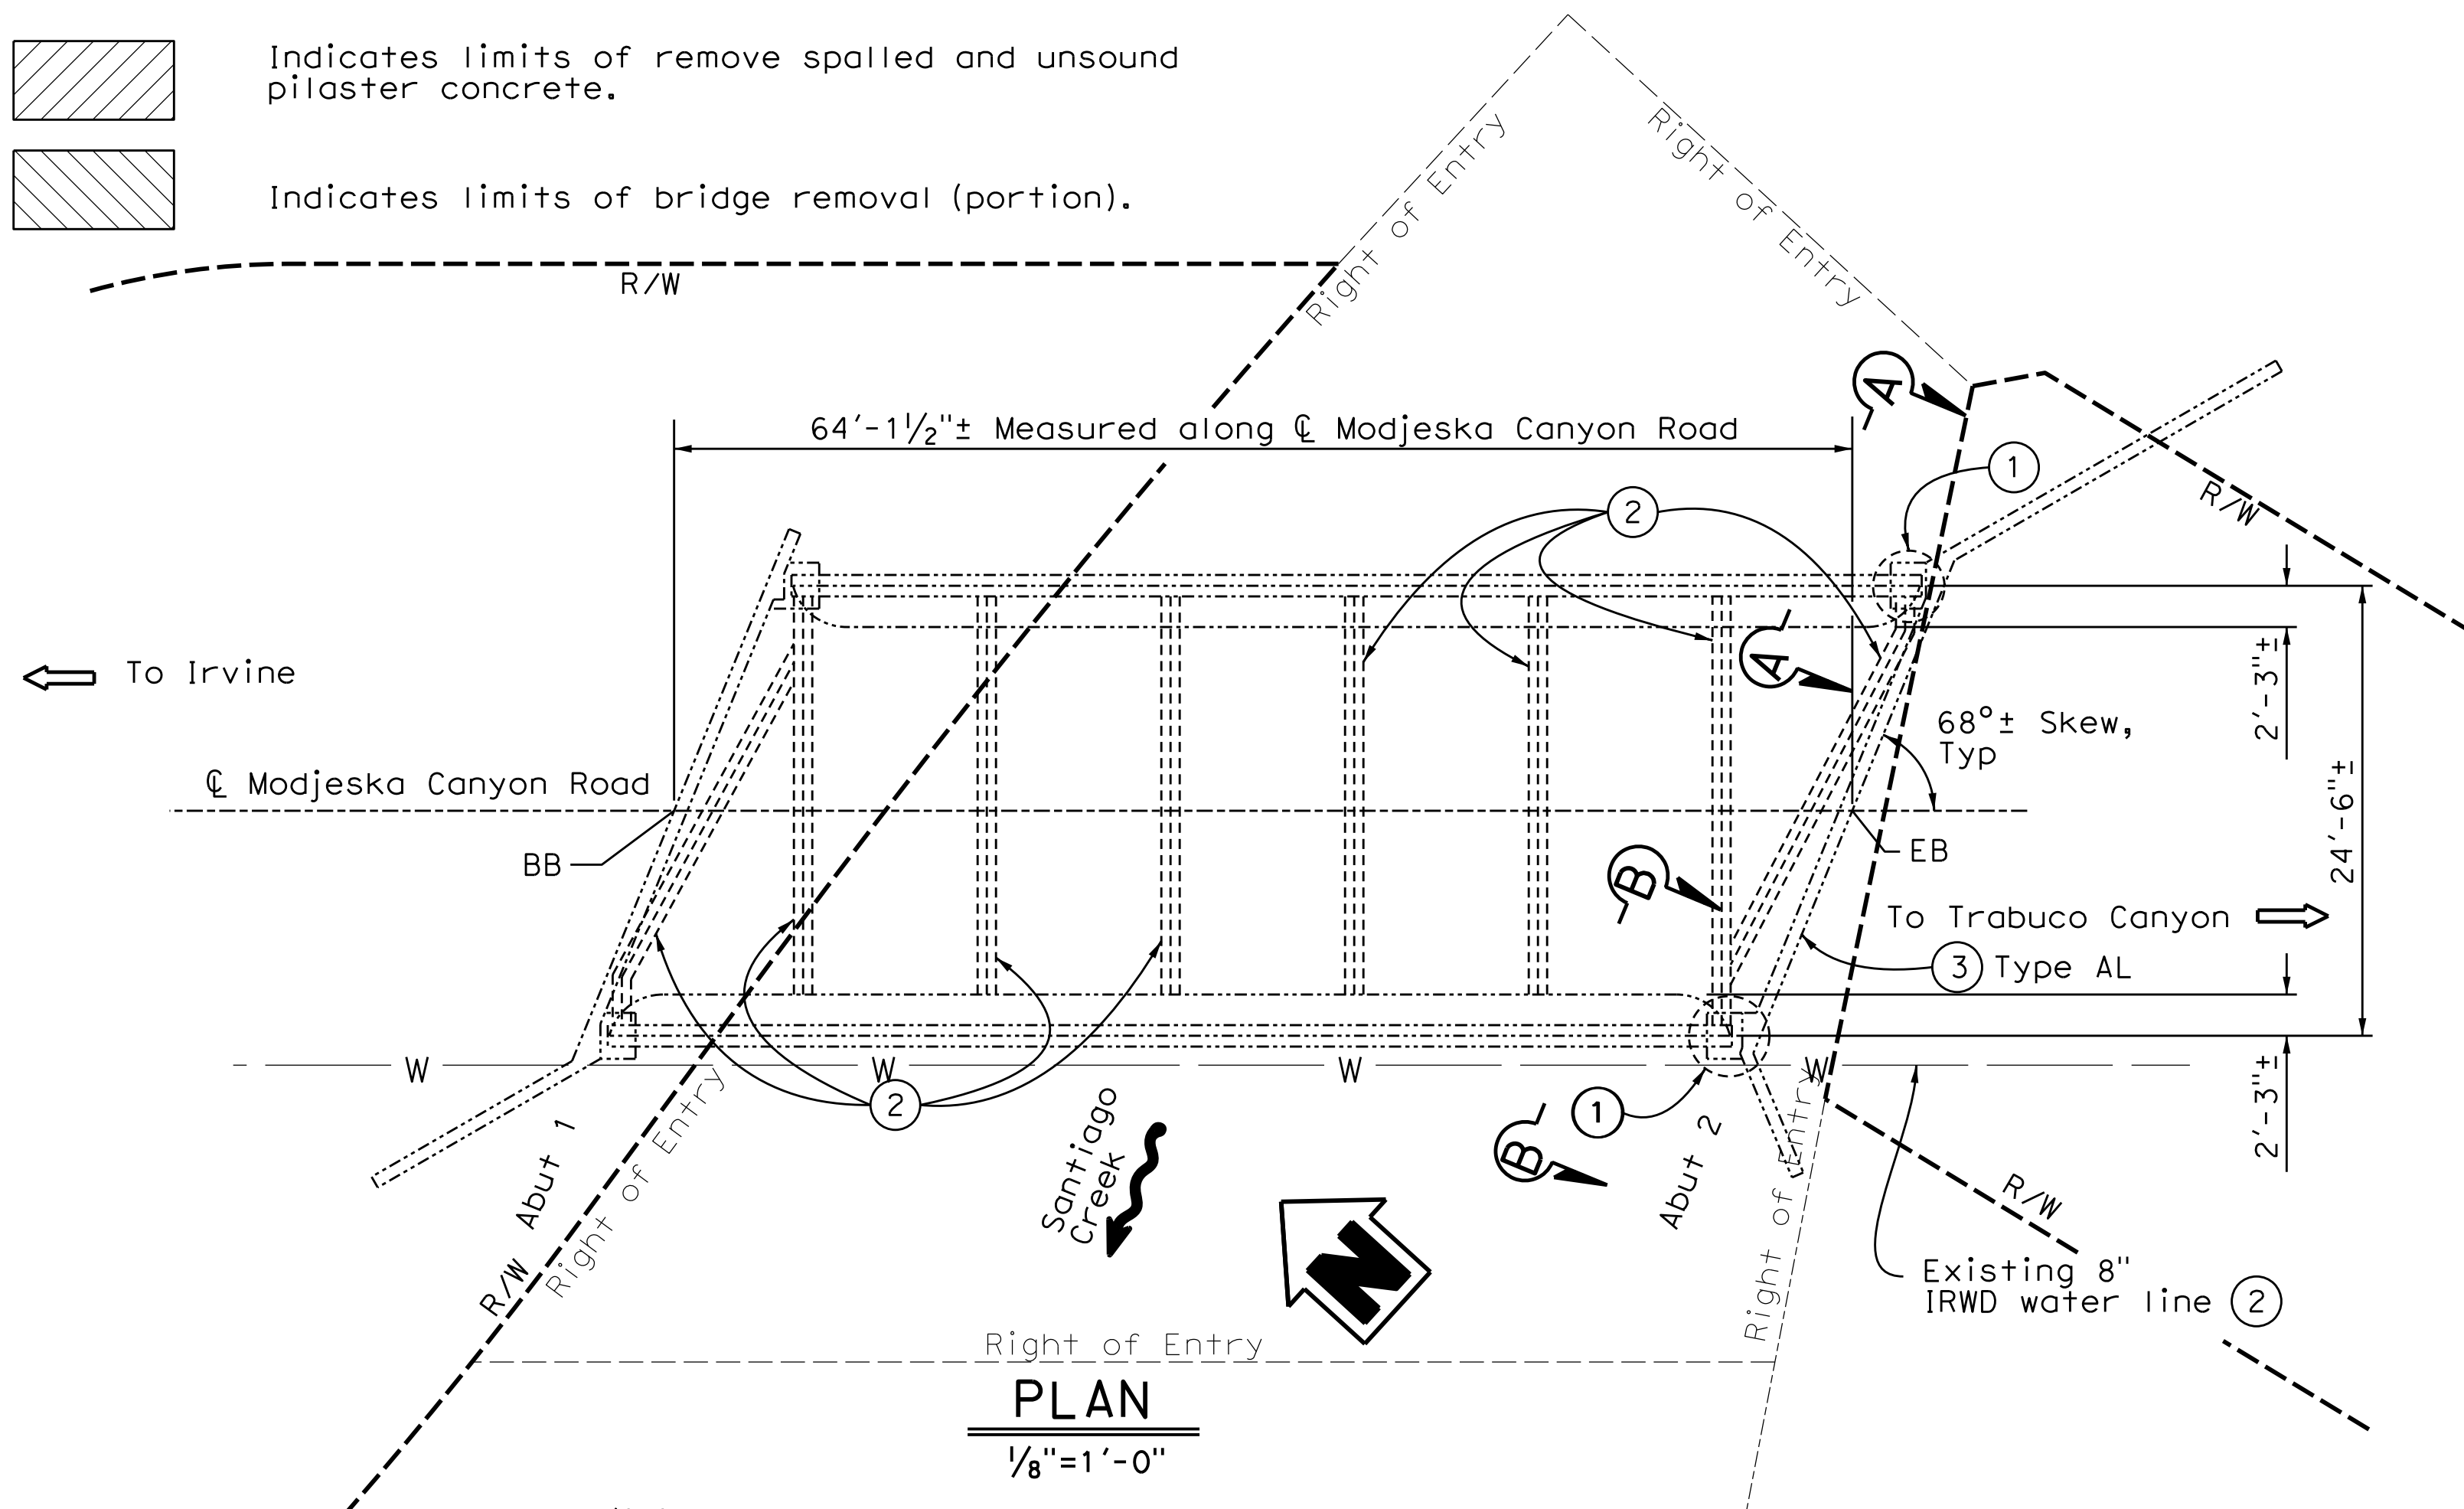 Indicates limits of remove spalled and unsound
pilaster concrete.
Indicates limits of bridge removal (portion).
R/W
Right of Entry
Right of Entry
A
64'-1 1/2"± Measured along ℄ Modjeska Canyon Road
1
2
R/W
To Irvine
A
2'-3"±
68°± Skew,
Typ
℄ Modjeska Canyon Road
24'-6"±
BB
EB
B
To Trabuco Canyon
3 Type AL
W
W
W
W
2
1
B
Santiago
Creek
Abut 1
Abut 2
2'-3"±
R/W
Right of Entry
R/W
Right of Entry
N
Existing 8"
IRWD water line 2
Right of Entry
PLAN
1/8"=1'-0"